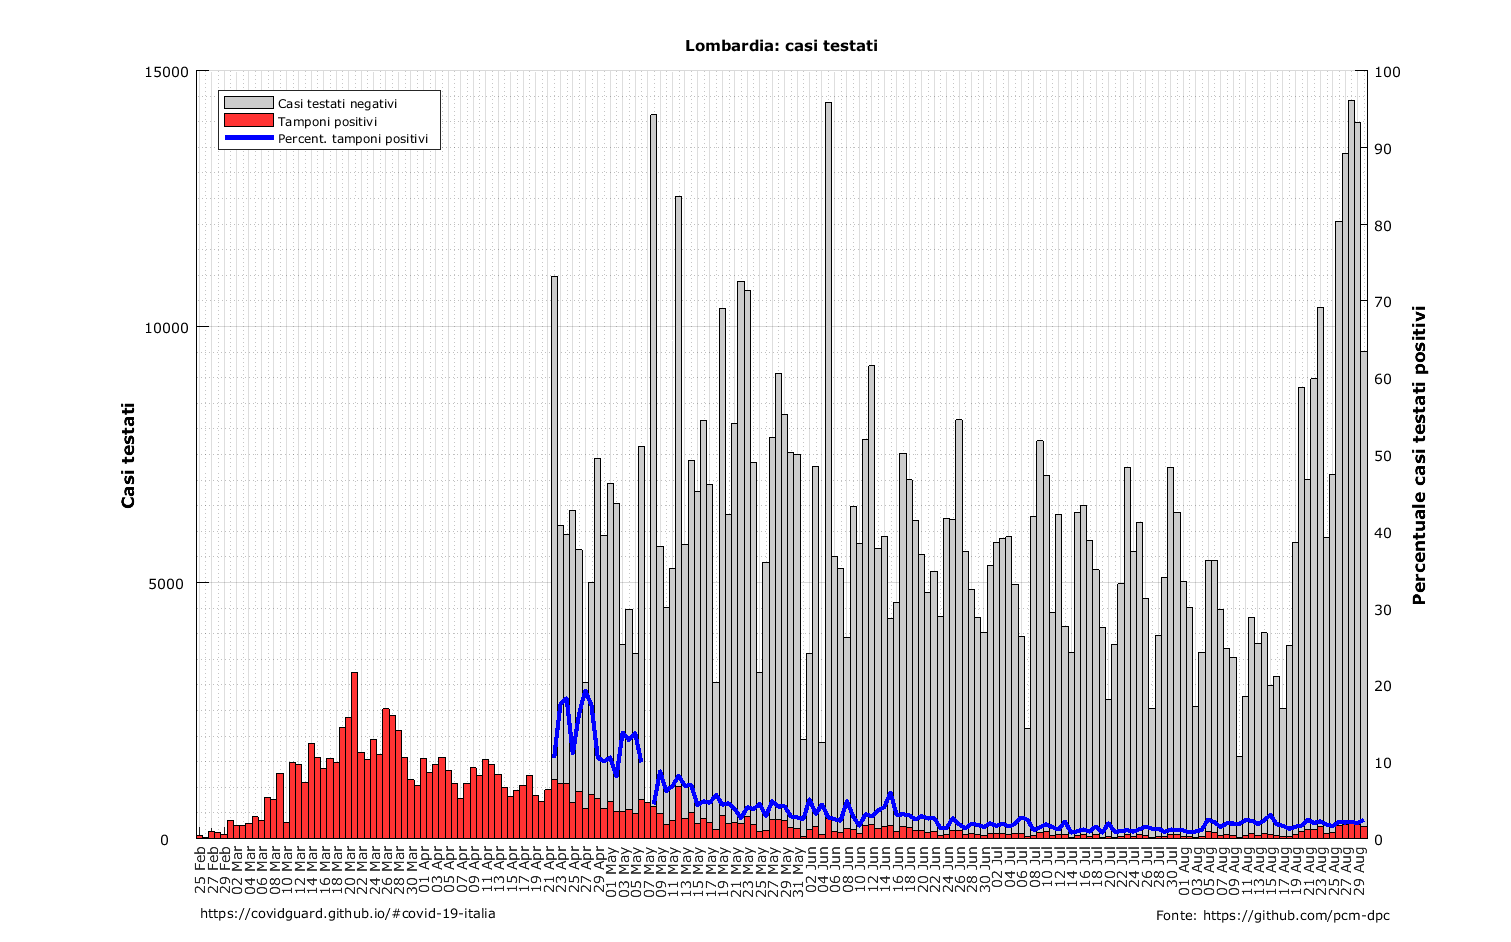 Lombardia: casi testati
15000
10000
5000
0
Casi testati
Casi testati negativi
Tamponi positivi
Percent. tamponi positivi
100
90
80
70
60
50
40
30
20
10
0
Percentuale casi testati positivi
25 Feb
27 Feb
29 Feb
02 Mar
04 Mar
06 Mar
08 Mar
10 Mar
12 Mar
14 Mar
16 Mar
18 Mar
20 Mar
22 Mar
24 Mar
26 Mar
28 Mar
30 Mar
01 Apr
03 Apr
05 Apr
07 Apr
09 Apr
11 Apr
13 Apr
15 Apr
17 Apr
19 Apr
21 Apr
23 Apr
25 Apr
27 Apr
29 Apr
01 May
03 May
05 May
07 May
09 May
11 May
13 May
15 May
17 May
19 May
21 May
23 May
25 May
27 May
29 May
31 May
02 Jun
04 Jun
06 Jun
08 Jun
10 Jun
12 Jun
14 Jun
16 Jun
18 Jun
20 Jun
22 Jun
24 Jun
26 Jun
28 Jun
30 Jun
02 Jul
04 Jul
06 Jul
08 Jul
10 Jul
12 Jul
14 Jul
16 Jul
18 Jul
20 Jul
22 Jul
24 Jul
26 Jul
28 Jul
30 Jul
01 Aug
03 Aug
05 Aug
07 Aug
09 Aug
11 Aug
13 Aug
15 Aug
17 Aug
19 Aug
21 Aug
23 Aug
25 Aug
27 Aug
29 Aug
https://covidguard.github.io/#covid-19-italia
Fonte: https://github.com/pcm-dpc